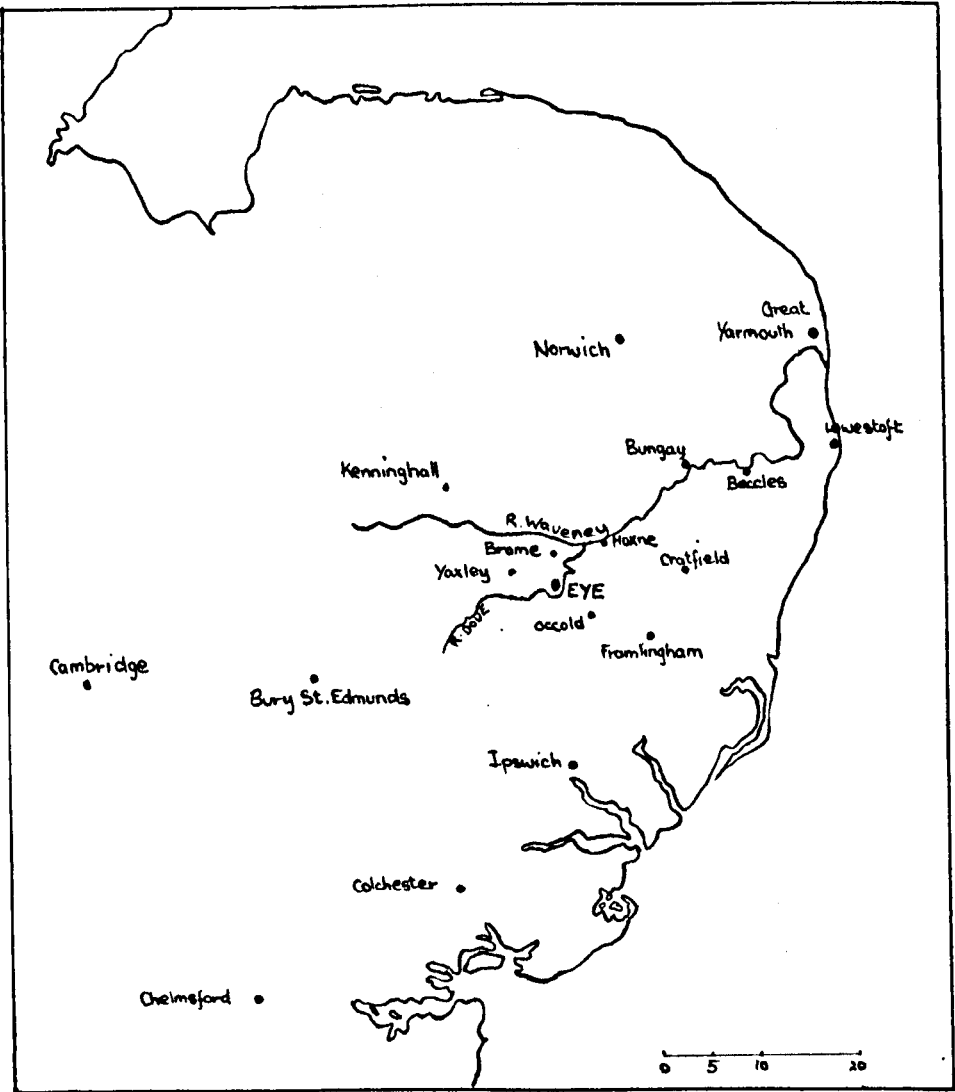 Great
Yarmouth
Norwich
Lowestoft
Bungay
Kenninghall
Beccles
R. Waveney
Hoxne
Brome
Cratfield
Yaxley
EYE
R. DOVE
occold
Framlingham
Cambridge
Bury St. Edmunds
Ipswich
Colchester
Chelmsford
0 5 10 20